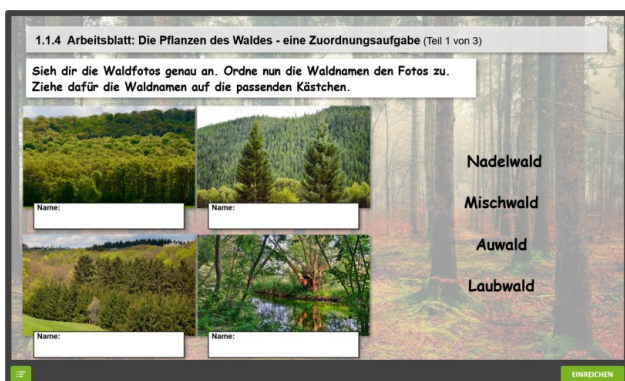 1.1.4 Arbeitsblatt: Die Pflanzen des Waldes - eine Zuordnungsaufgabe (Teil 1 von 3)
Sieh dir die Waldfotos genau an. Ordne nun die Waldnamen den Fotos zu.
Ziehe dafür die Waldnamen auf die passenden Kästchen.
Name:
Name:
Name:
Name:
Nadelwald
Mischwald
Auwald
Laubwald
EINREICHEN